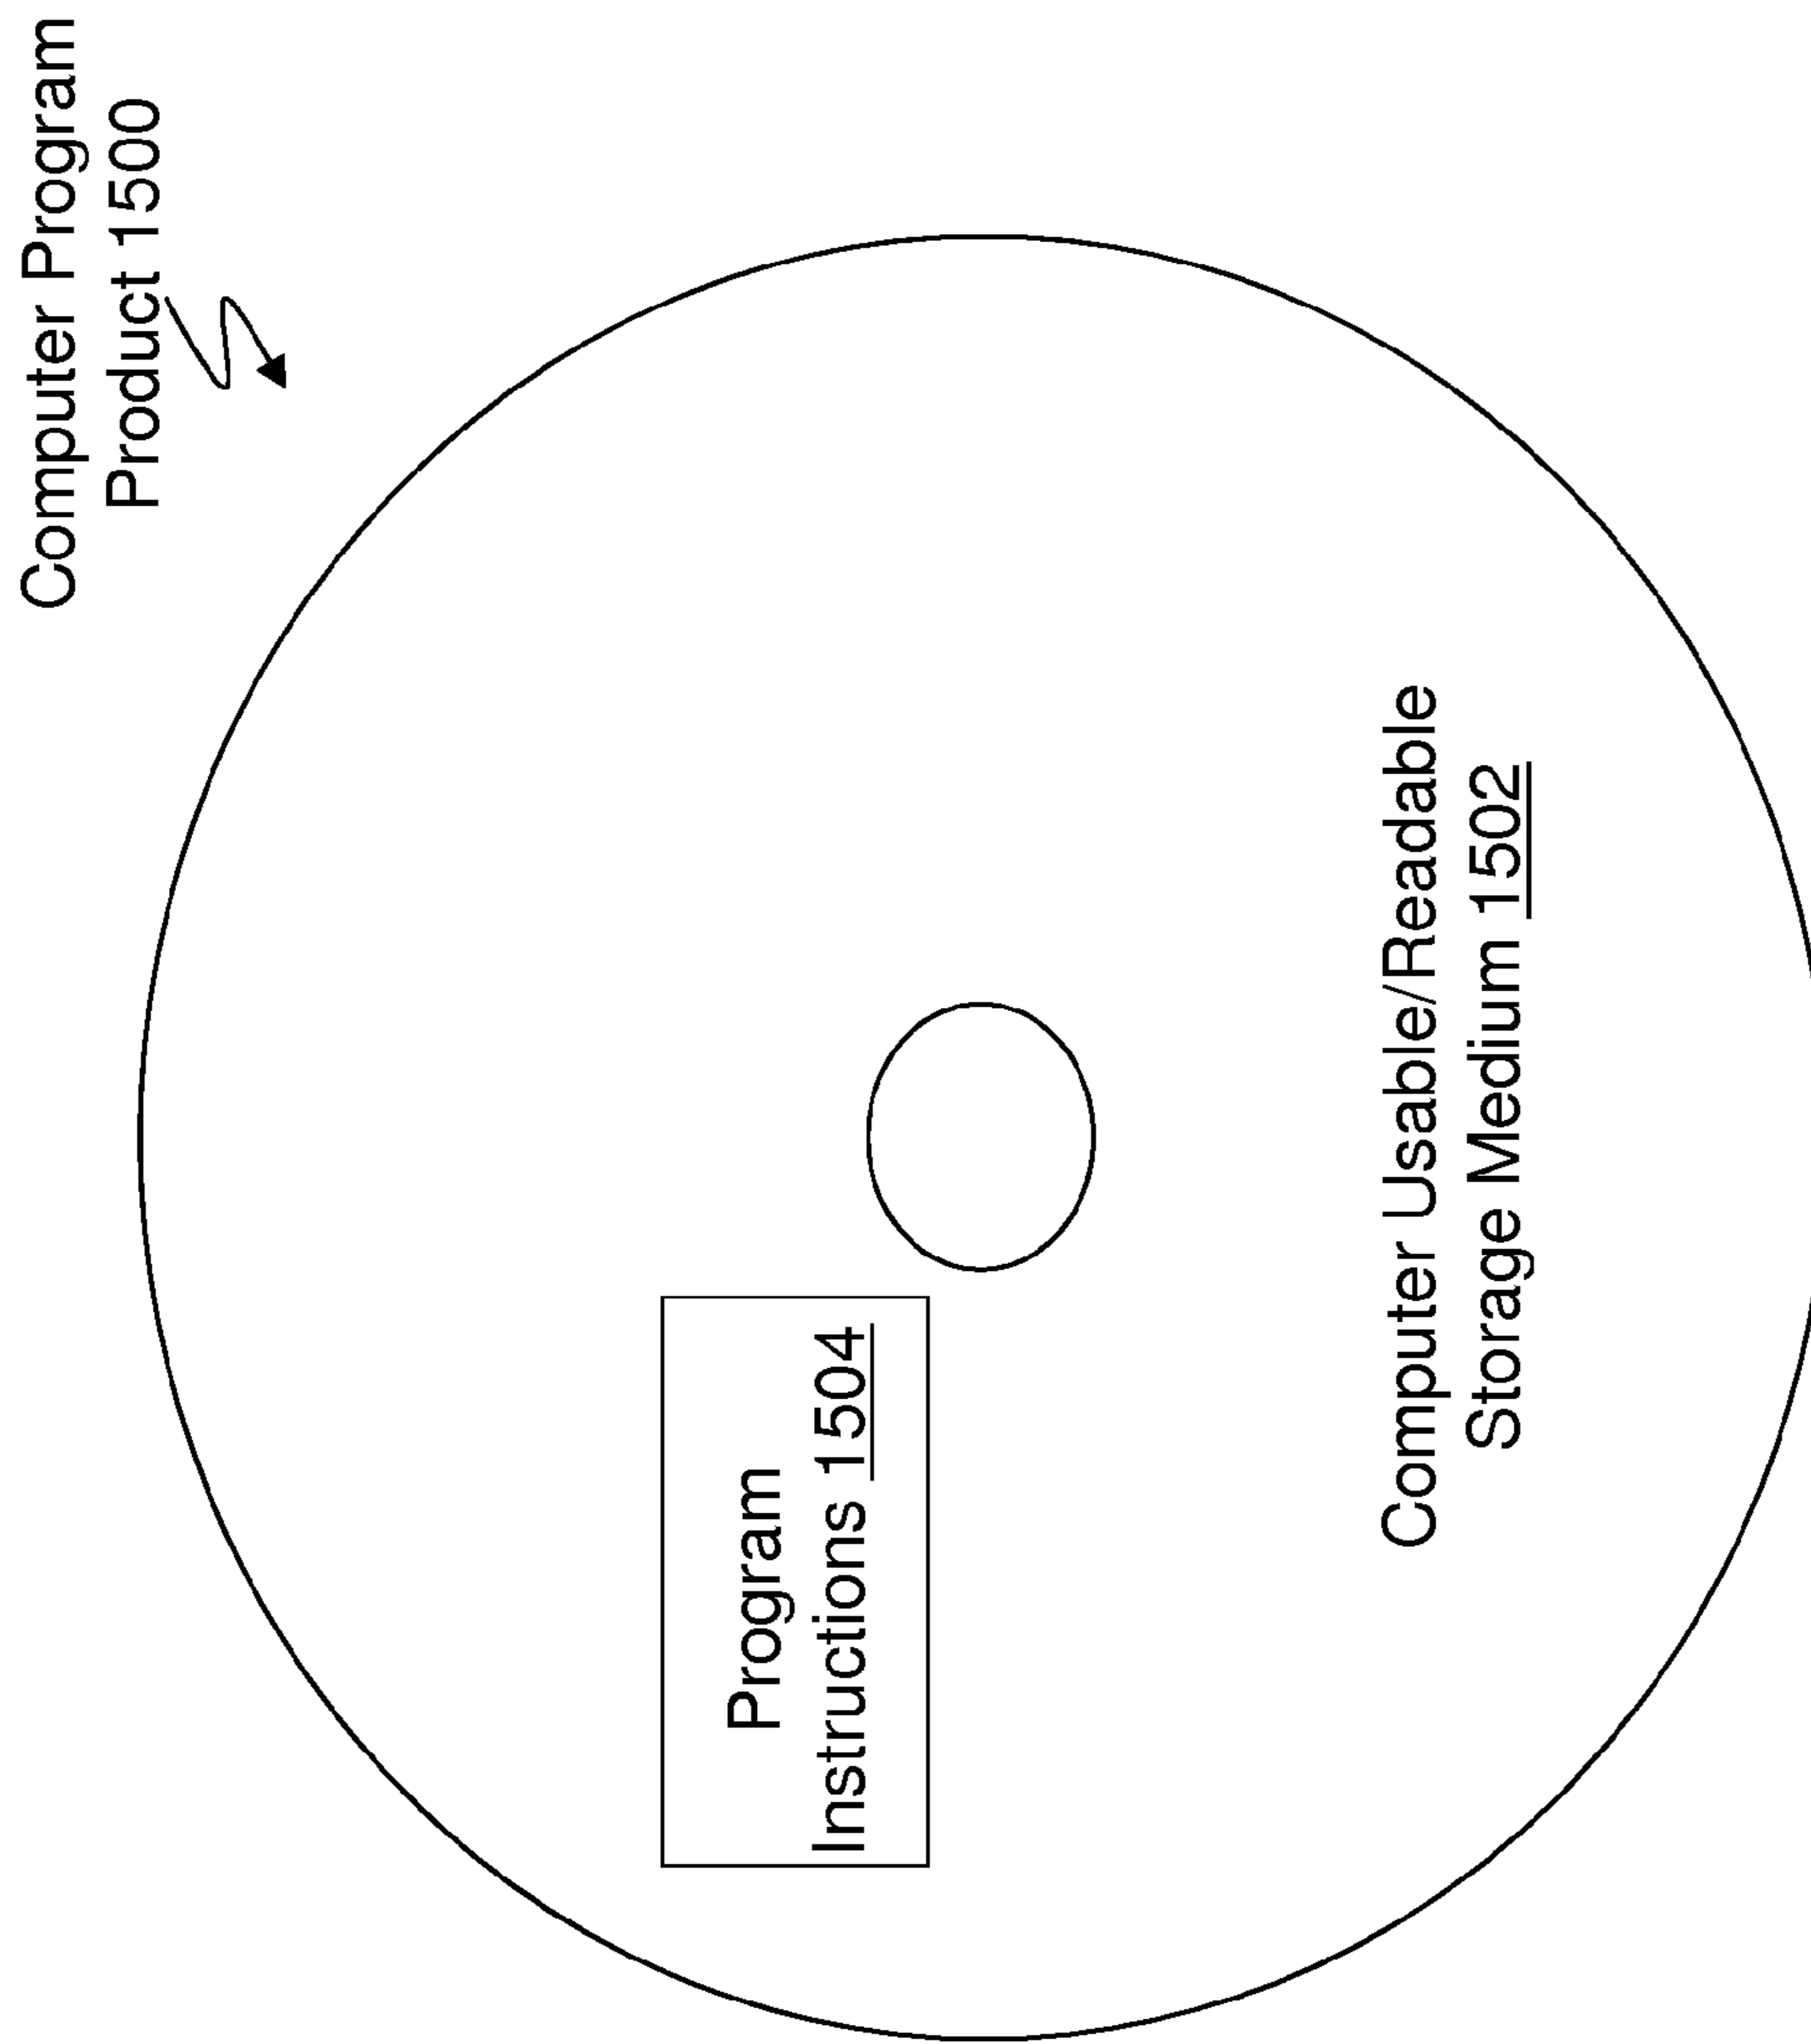 Computer Program
Product 1500
Program
Instructions 1504
Computer Usable/Readable
Storage Medium 1502